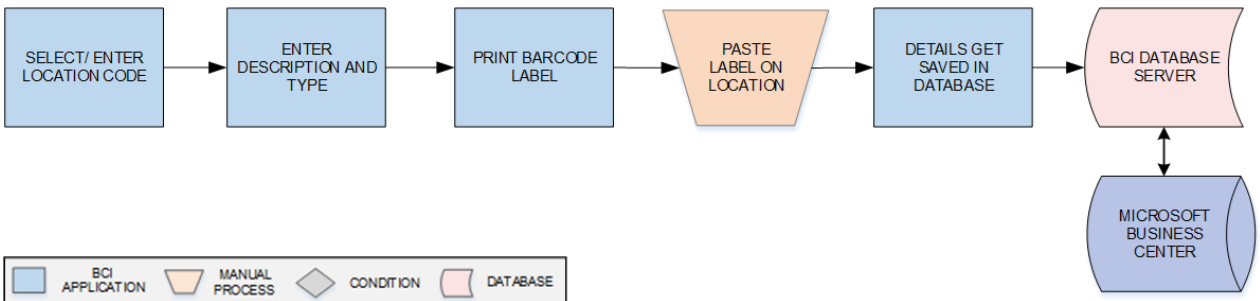 SELECT/ ENTER
LOCATION CODE
ENTER
DESCRIPTION AND
TYPE
PRINT BARCODE
LABEL
PASTE
LABEL ON
LOCATION
DETAILS GET
SAVED IN
DATABASE
BCI DATABASE
SERVER
MICROSOFT
BUSINESS
CENTER
BCI
APPLICATION
MANUAL
PROCESS
CONDITION
DATABASE